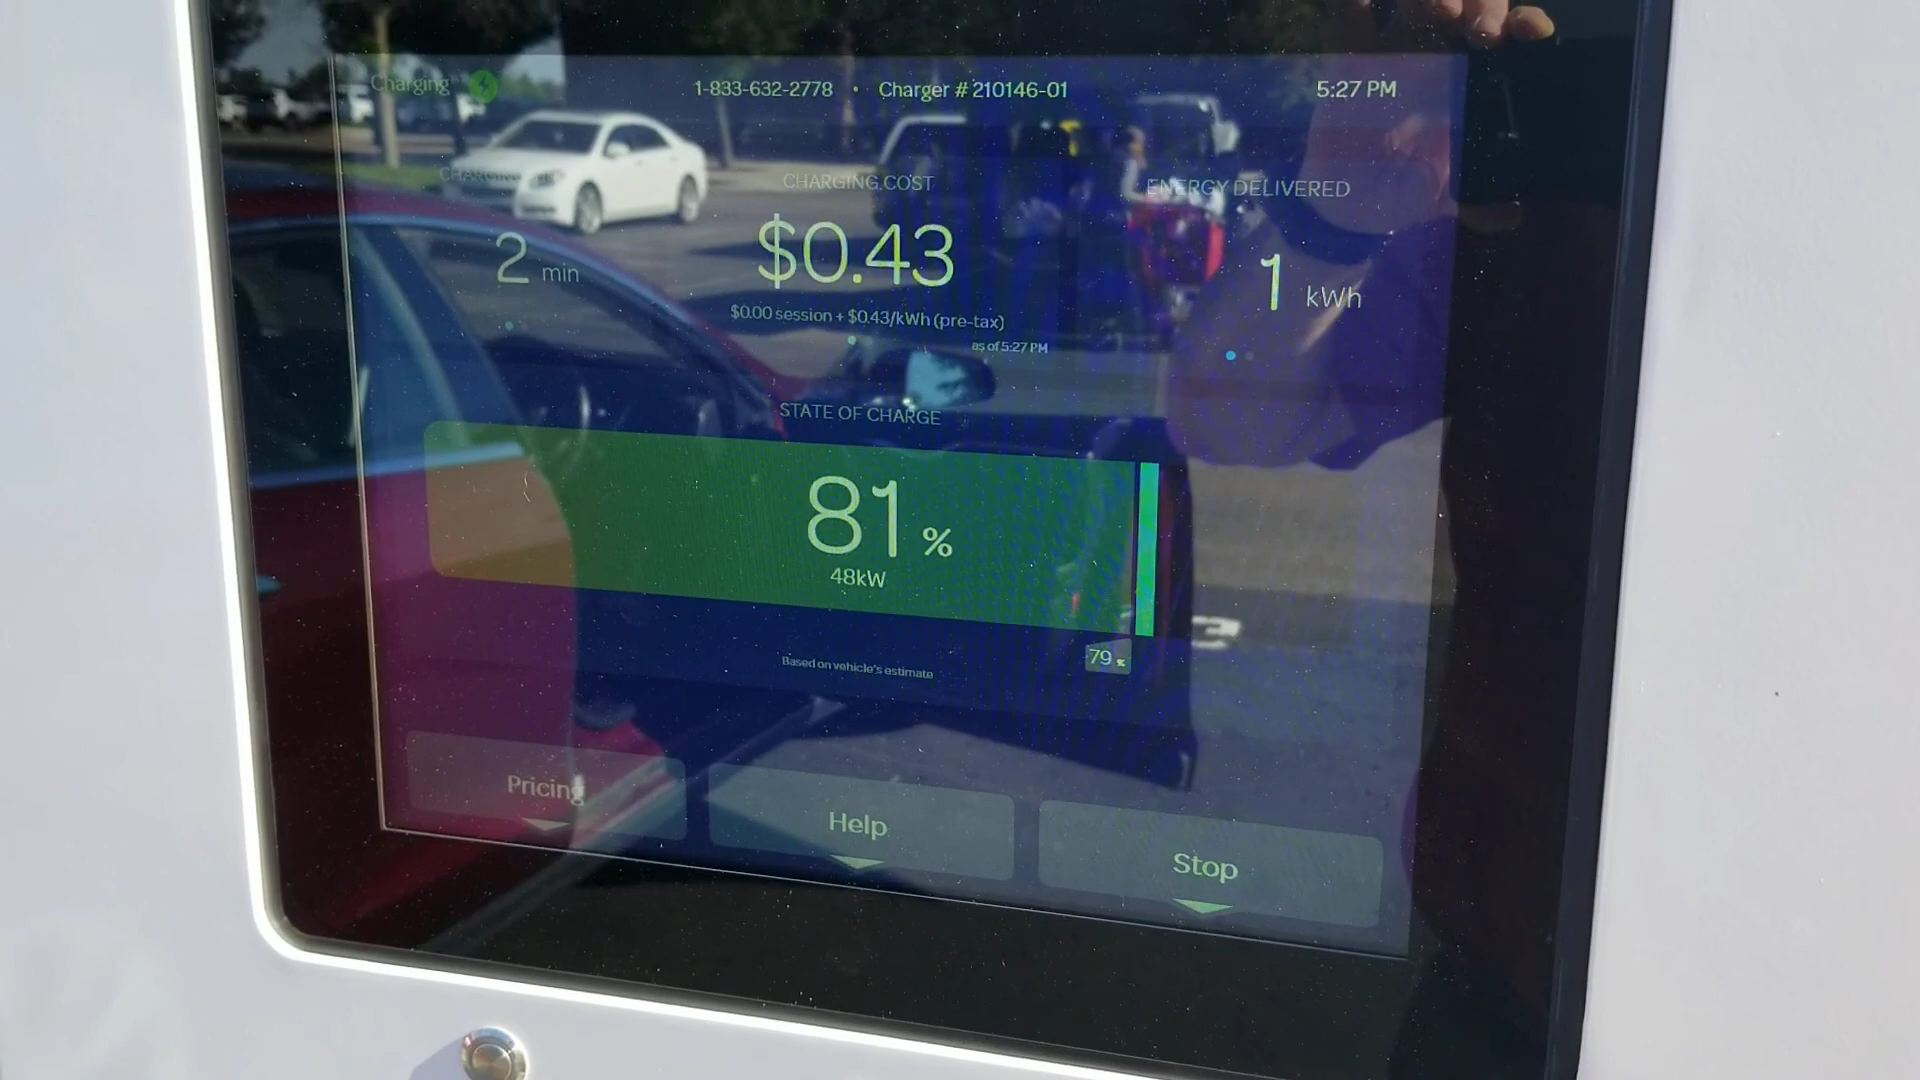 Charging 1-833-632-2778 • Charger # 210146-01 5:27 PM
CHARGING CHARGING COST ENERGY DELIVERED
2 min $0.43 1 kWh
$0.00 session + $0.43/kWh (pre-tax)
as of 5:27 PM
STATE OF CHARGE
81 %
48kW
79 %
Based on vehicle's estimate
Pricing Help Stop